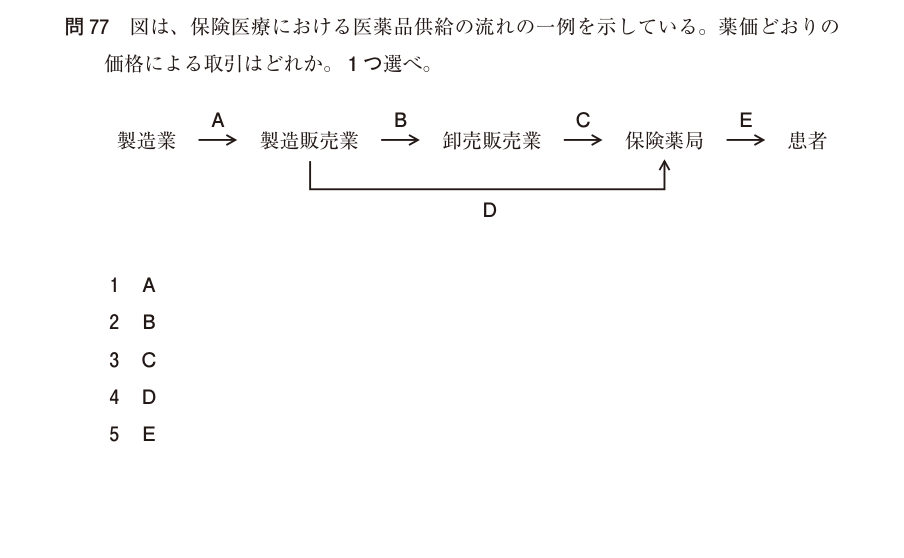 問77 図は、保険医療における医薬品供給の流れの一例を示している。薬価どおりの
価格による取引はどれか。1つ選べ。
A B C E
製造業 → 製造販売業 → 卸売販売業 → 保険薬局 → 患者
D
1 A
2 B
3 C
4 D
5 E